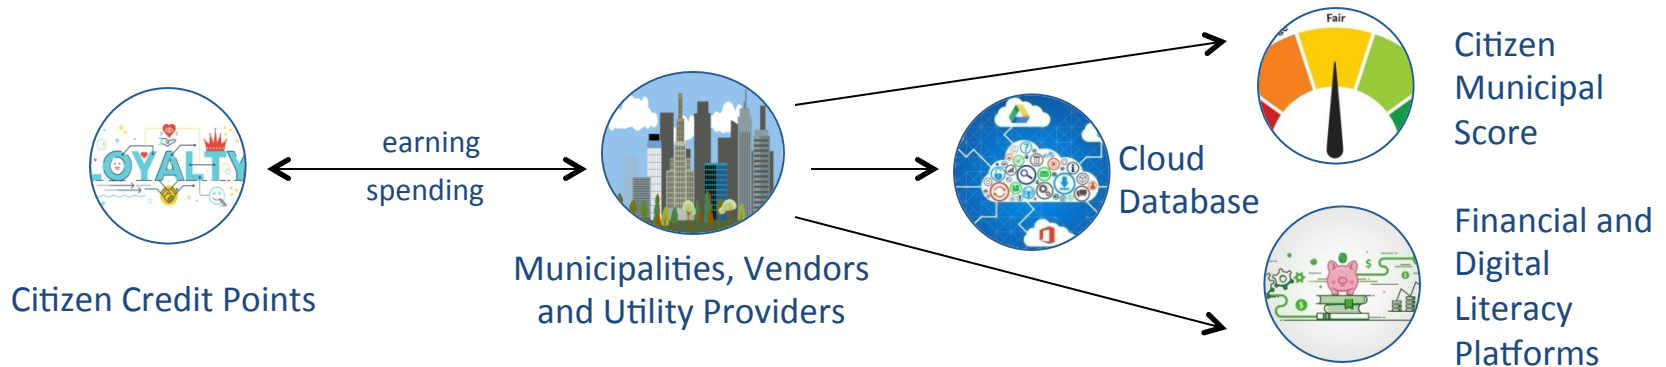 LOYALTY
Citizen Credit Points
earning
spending
Municipalities, Vendors
and Utility Providers
Cloud
Database
Fair
Citizen
Municipal
Score
Financial and
Digital
Literacy
Platforms